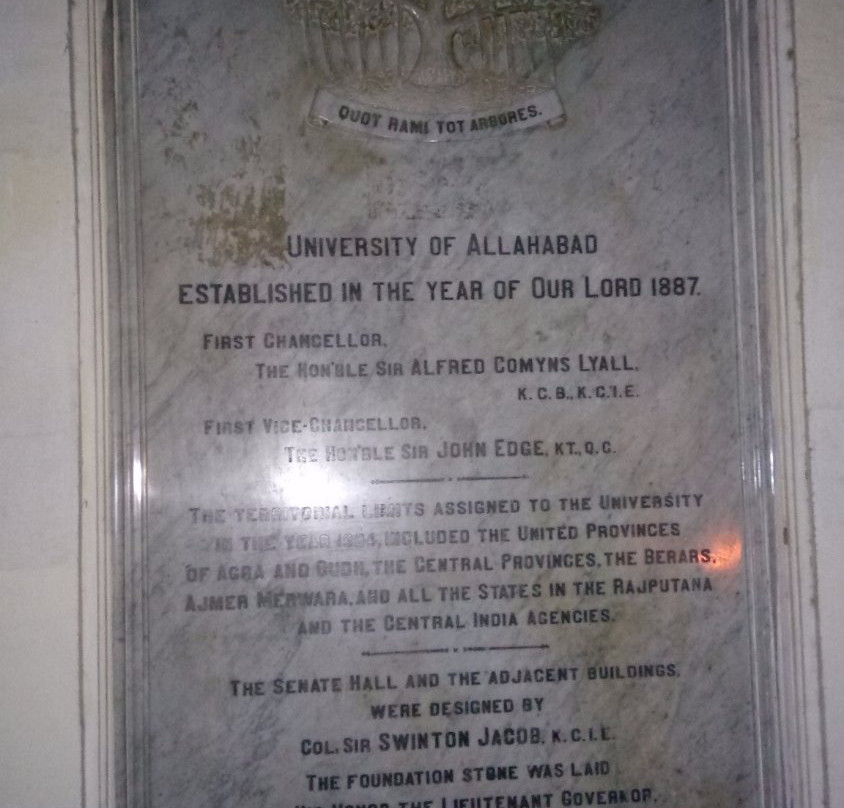 QUOT RAMI TOT ARBORES.
UNIVERSITY OF ALLAHABAD
ESTABLISHED IN THE YEAR OF OUR LORD 1887.
FIRST CHANCELLOR,
THE HON'BLE SIR ALFRED COMYNS LYALL,
K.C.B., K.C.I.E.
FIRST VICE-CHANCELLOR,
THE HON'BLE SIR JOHN EDGE, KT., Q.C.
THE TERRITORIAL LIMITS ASSIGNED TO THE UNIVERSITY
IN THE YEAR INCLUDED THE UNITED PROVINCES
OF AGRA AND OUDH, THE CENTRAL PROVINCES, THE BERARS,
AJMER MERWARA, AND ALL THE STATES IN THE RAJPUTANA
AND THE CENTRAL INDIA AGENCIES.
THE SENATE HALL AND THE ADJACENT BUILDINGS,
WERE DESIGNED BY
COL. SIR SWINTON JACOB, K.C.I.E.
THE FOUNDATION STONE WAS LAID
HIS HONOR THE LIEUTENANT GOVERNOR,